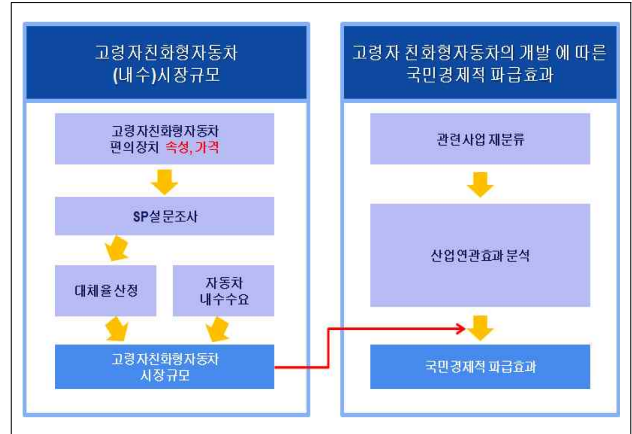 고령자친화형자동차
(내수)시장규모
고령자친화형자동차
편의장치 속성, 가격
SP설문조사
대체율산정
자동차
내수수요
고령자친화형자동차
시장규모
고령자 친화형자동차의 개발 에 따른
국민경제적 파급효과
관련사업 재분류
산업연관효과 분석
국민경제적 파급효과